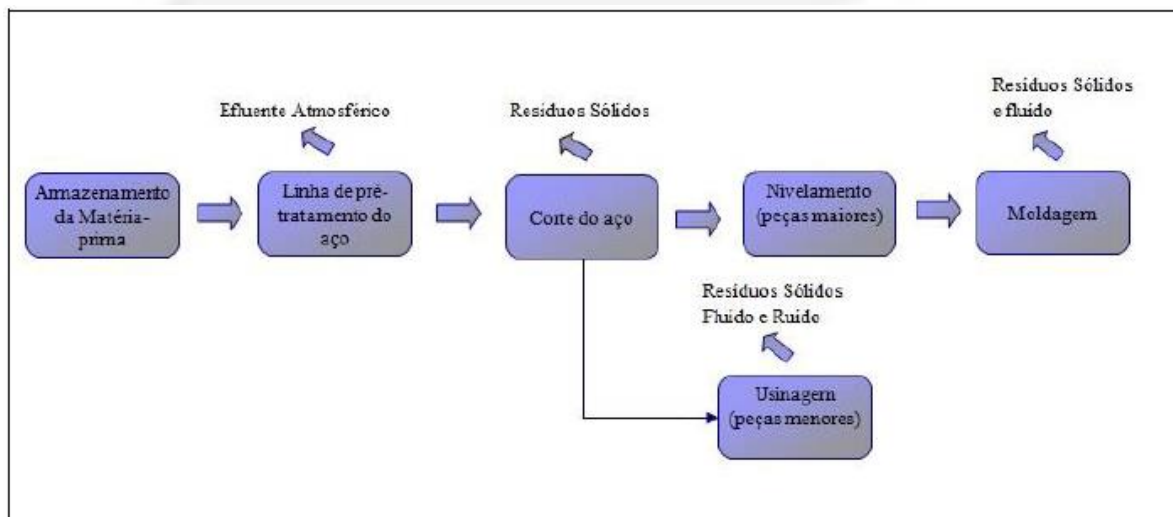 Resíduos Sólidos
e fluido
Efluente Atmosférico
Resíduos Sólidos
Armazenamento
da Matéria-
prima
Linha de pré-
tratamento do
aço
Corte do aço
Nivelamento
(peças maiores)
Moldagem
Resíduos Sólidos
Fluido e Ruído
Usinagem
(peças menores)